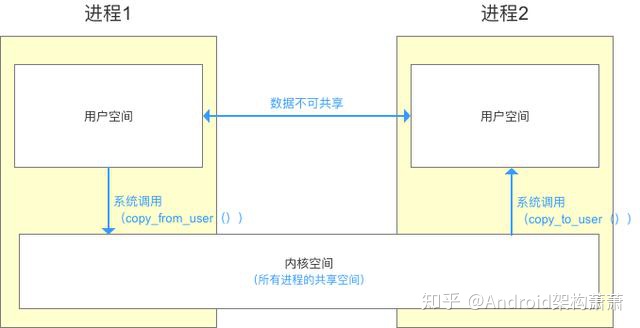 进程1
进程2
数据不可共享
用户空间
用户空间
系统调用
（copy_from_user（））
系统调用
（copy_to_user（））
内核空间
（所有进程的共享空间）
知乎 @Android架构萧萧